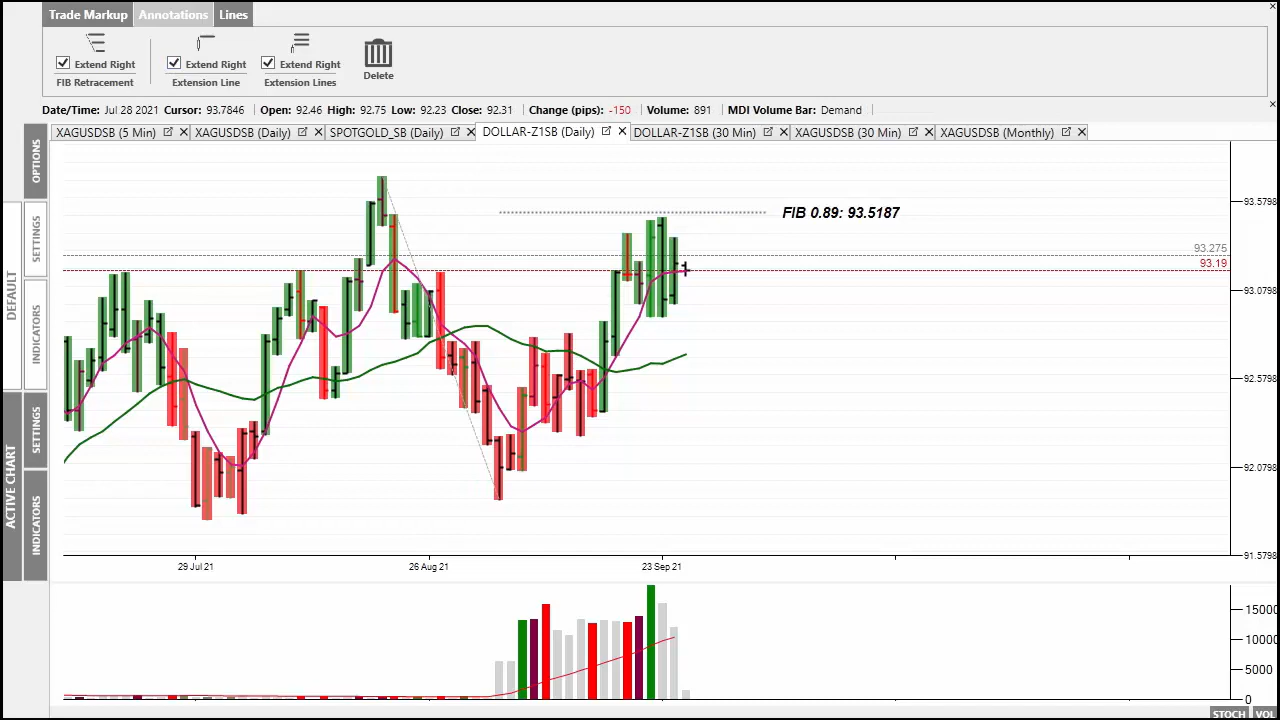 Trade Markup Annotations Lines
Extend Right Extend Right Extend Right
FIB Retracement Extension Line Extension Lines Delete
Date/Time: Jul 28 2021 Cursor: 93.7846 Open: 92.46 High: 92.75 Low: 92.23 Close: 92.31 Change (pips): -150 Volume: 891 MDI Volume Bar: Demand
XAGUSDSB (5 Min) XAGUSDSB (Daily) SPOTGOLD_SB (Daily) DOLLAR-Z1SB (Daily) DOLLAR-Z1SB (30 Min) XAGUSDSB (30 Min) XAGUSDSB (Monthly)
OPTIONS
SETTINGS
DEFAULT
INDICATORS
SETTINGS
ACTIVE CHART
INDICATORS
FIB 0.89: 93.5187
93.5798
93.275
93.19
93.0798
92.5798
92.0798
91.5798
29 Jul 21 26 Aug 21 23 Sep 21
15000
10000
5000
0
STOCH VOL